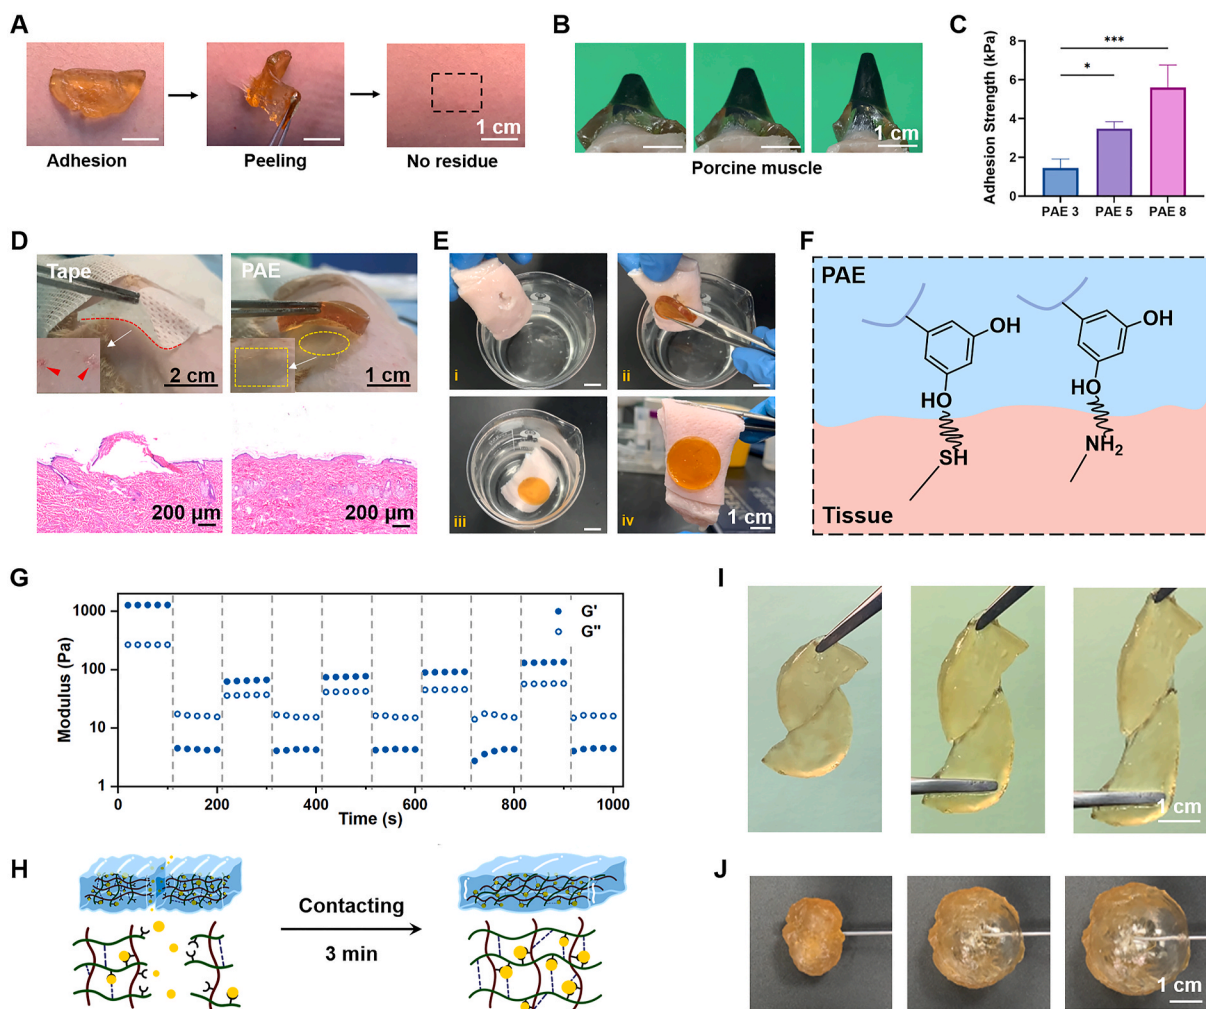 A
Adhesion
Peeling
1 cm
No residue
B
1 cm
Porcine muscle
C
Adhesion Strength (kPa)
8
6
4
2
0
***
*
PAE 3
PAE 5
PAE 8
D
Tape
2 cm
PAE
1 cm
200 μm
200 μm
E
i
ii
iii
iv
1 cm
F
PAE
OH
OH
HO
HO
SH
NH2
Tissue
G
Modulus (Pa)
1000
100
10
1
G'
G"
0
200
400
600
800
1000
Time (s)
H
Contacting
3 min
I
1 cm
J
1 cm